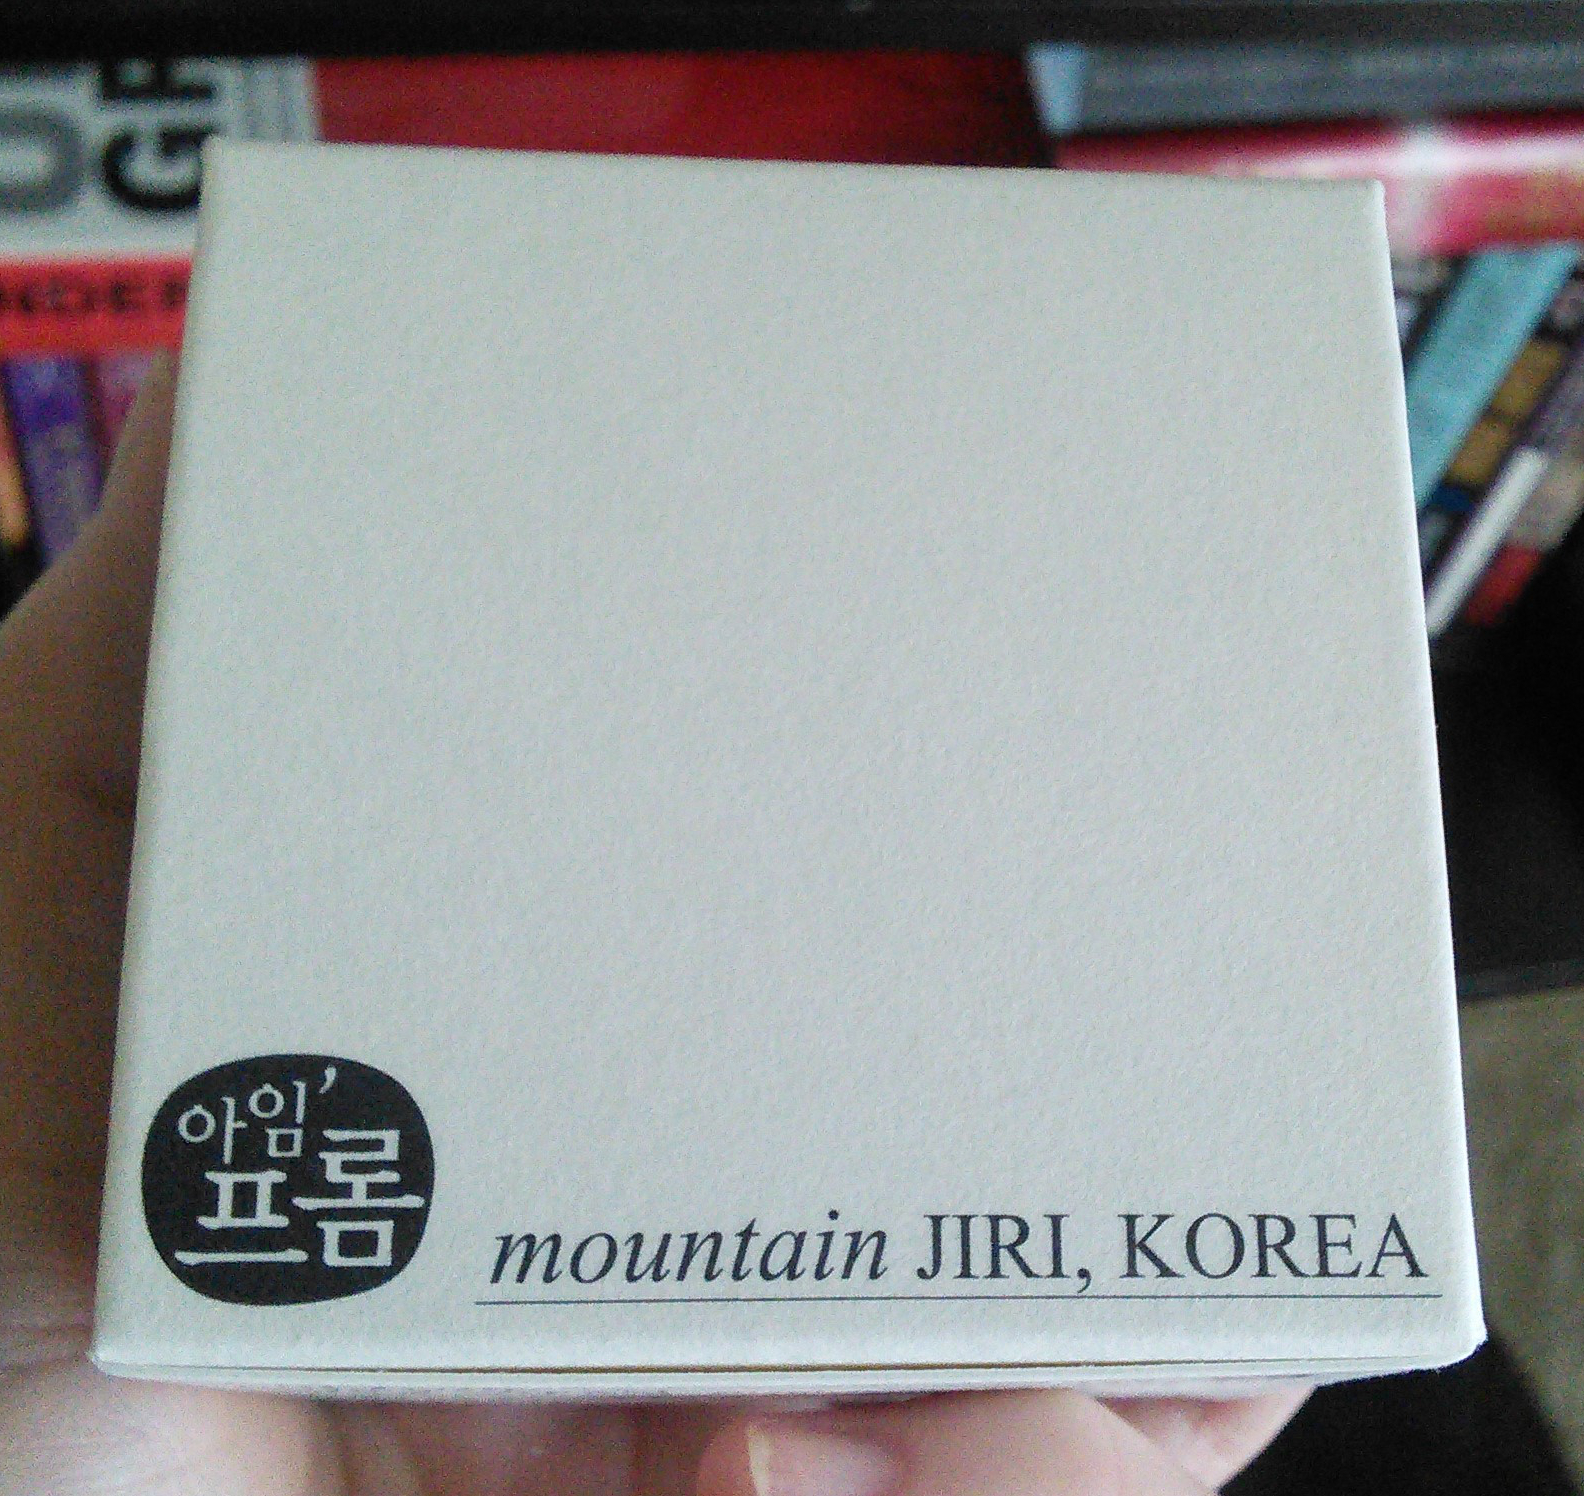 아임'
프롬
mountain JIRI, KOREA